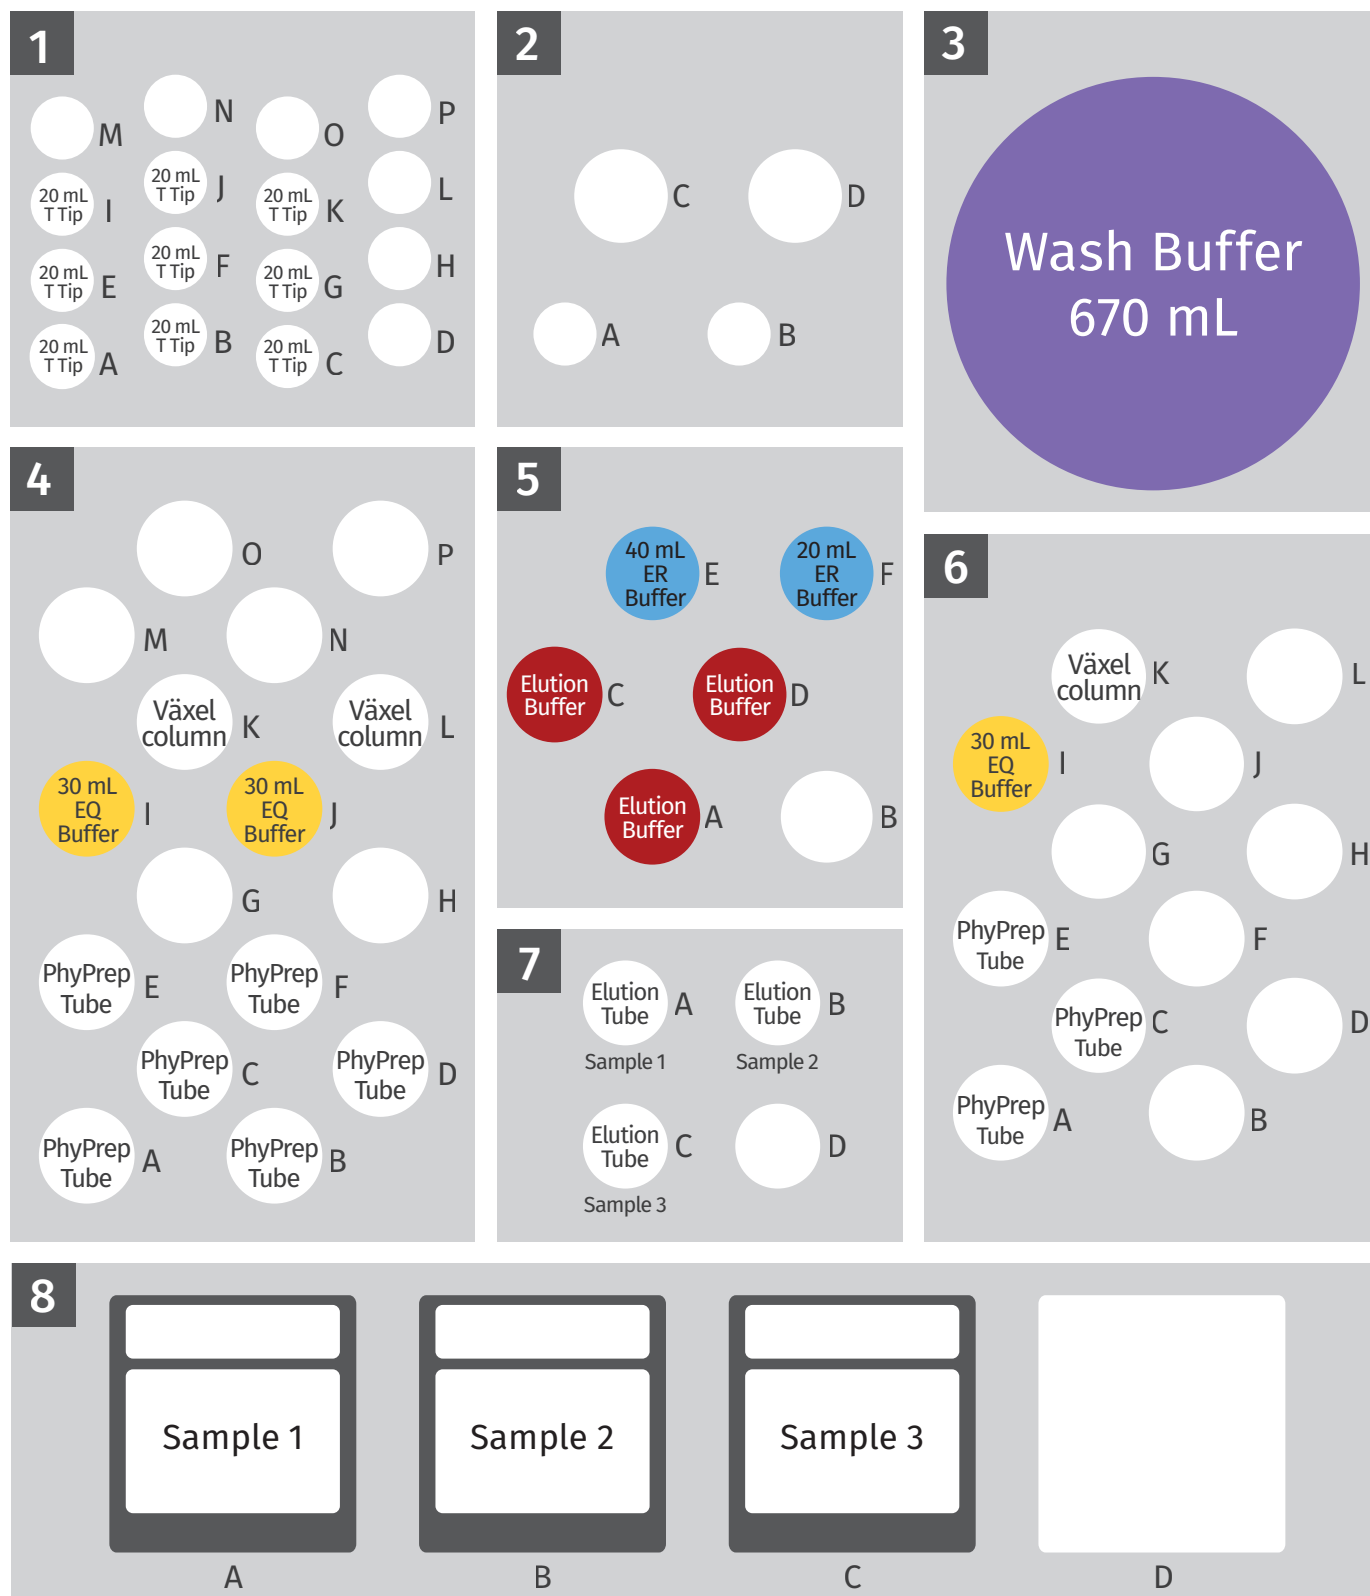 1
N
P
M
O
20 mL
T Tip
J
20 mL
T Tip
I
20 mL
T Tip
K
L
20 mL
T Tip
F
20 mL
T Tip
E
20 mL
T Tip
G
H
20 mL
T Tip
B
20 mL
T Tip
A
20 mL
T Tip
C
D
2
C
D
A
B
3
Wash Buffer
670 mL
4
O
P
M
N
Växel
column
K
Växel
column
L
30 mL
EQ
Buffer
I
30 mL
EQ
Buffer
J
G
H
PhyPrep
Tube
E
PhyPrep
Tube
F
PhyPrep
Tube
C
PhyPrep
Tube
D
PhyPrep
Tube
A
PhyPrep
Tube
B
5
40 mL
ER
Buffer
E
20 mL
ER
Buffer
F
Elution
Buffer
C
Elution
Buffer
D
Elution
Buffer
A
B
6
Växel
column
K
L
30 mL
EQ
Buffer
I
J
G
H
PhyPrep
Tube
E
F
PhyPrep
Tube
C
D
PhyPrep
Tube
A
B
7
Elution
Tube
A
Sample 1
Elution
Tube
B
Sample 2
Elution
Tube
C
Sample 3
D
8
Sample 1
Sample 2
Sample 3
A
B
C
D